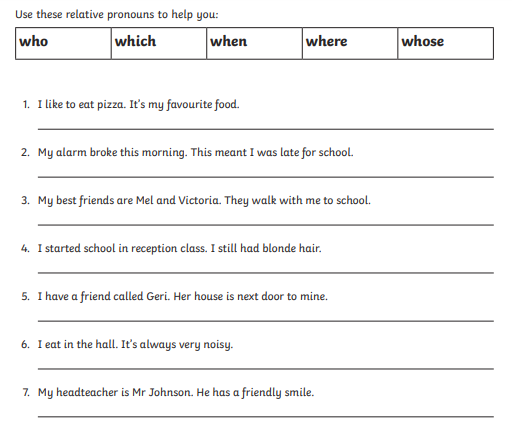 Use these relative pronouns to help you:
who which when where whose
1. I like to eat pizza. It's my favourite food.
2. My alarm broke this morning. This meant I was late for school.
3. My best friends are Mel and Victoria. They walk with me to school.
4. I started school in reception class. I still had blonde hair.
5. I have a friend called Geri. Her house is next door to mine.
6. I eat in the hall. It's always very noisy.
7. My headteacher is Mr Johnson. He has a friendly smile.